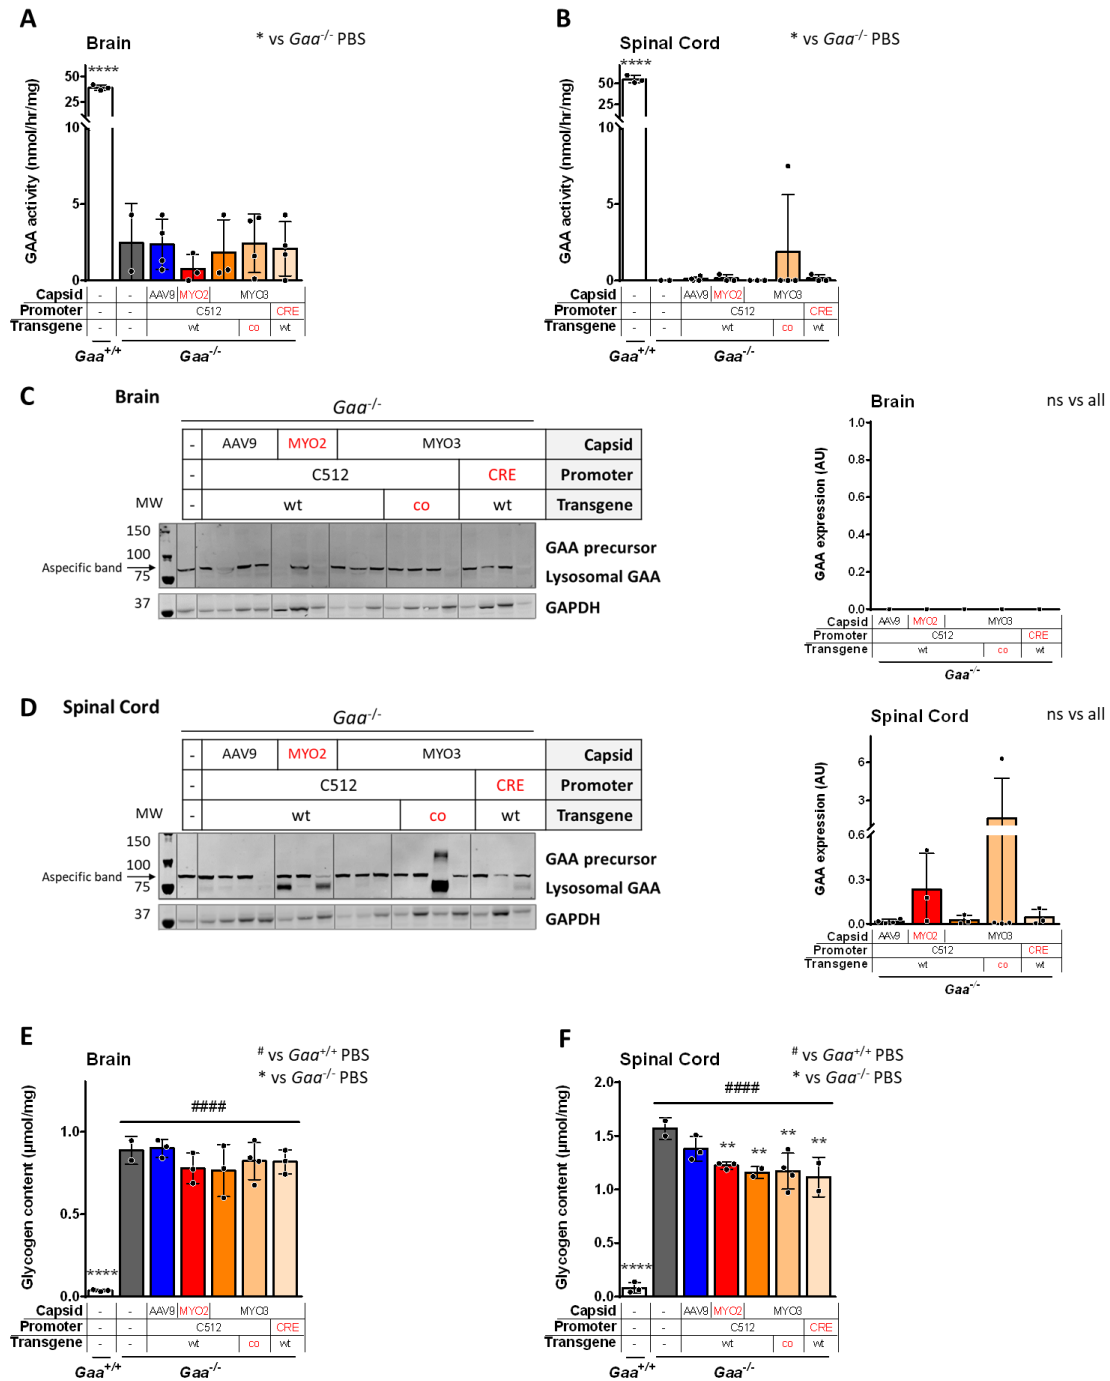 A
Brain
* vs Gaa-/- PBS
****
50
25
10
5
0
GAA activity (nmol/hr/mg)
Capsid - - AAV9 MYO2 MYO3
Promoter - - C512 CRE
Transgene - - wt co wt
Gaa+/+ Gaa-/-
B
Spinal Cord
* vs Gaa-/- PBS
****
50
25
10
5
0
GAA activity (nmol/hr/mg)
Capsid - - AAV9 MYO2 MYO3
Promoter - - C512 CRE
Transgene - - wt co wt
Gaa+/+ Gaa-/-
C
Brain
Gaa-/-
- AAV9 MYO2 MYO3 Capsid
- C512 CRE Promoter
MW - wt co wt Transgene
150
100
Aspecific band
75
37
GAA precursor
Lysosomal GAA
GAPDH
Brain
ns vs all
1.0
0.8
0.6
0.4
0.2
0.0
GAA expression (AU)
Capsid AAV9 MYO2 MYO3
Promoter C512 CRE
Transgene wt co wt
Gaa-/-
D
Spinal Cord
Gaa-/-
- AAV9 MYO2 MYO3 Capsid
- C512 CRE Promoter
MW - wt co wt Transgene
150
100
Aspecific band
75
37
GAA precursor
Lysosomal GAA
GAPDH
Spinal Cord
ns vs all
6
3
0.6
0.3
0.0
GAA expression (AU)
Capsid AAV9 MYO2 MYO3
Promoter C512 CRE
Transgene wt co wt
Gaa-/-
E
Brain
# vs Gaa+/+ PBS
* vs Gaa-/- PBS
####
1.0
0.5
0.0
****
Glycogen content (µmol/mg)
Capsid - - AAV9 MYO2 MYO3
Promoter - - C512 CRE
Transgene - - wt co wt
Gaa+/+ Gaa-/-
F
Spinal Cord
# vs Gaa+/+ PBS
* vs Gaa-/- PBS
####
2.0
1.5
1.0
0.5
0.0
** ** ** **
****
Glycogen content (µmol/mg)
Capsid - - AAV9 MYO2 MYO3
Promoter - - C512 CRE
Transgene - - wt co wt
Gaa+/+ Gaa-/-